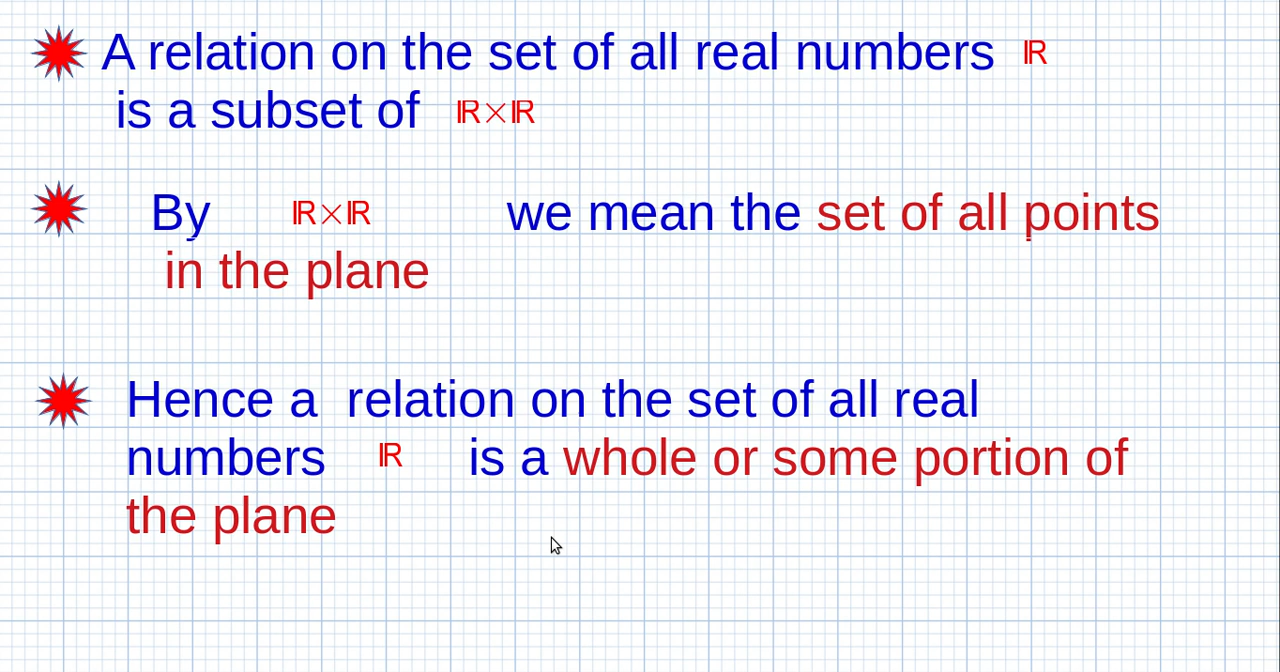 A relation on the set of all real numbers ℝ
is a subset of ℝ×ℝ
By ℝ×ℝ we mean the set of all points
in the plane
Hence a relation on the set of all real
numbers ℝ is a whole or some portion of
the plane